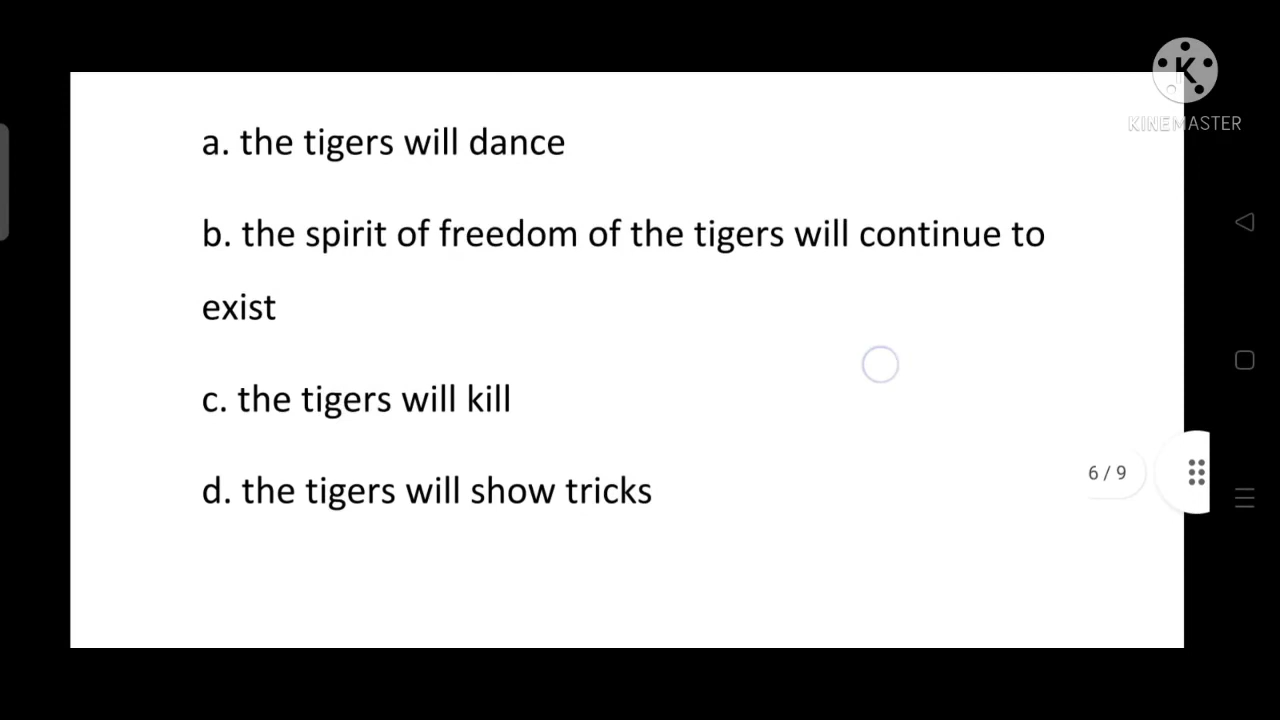 a. the tigers will dance
b. the spirit of freedom of the tigers will continue to
exist
c. the tigers will kill
d. the tigers will show tricks
6 / 9
K
KINEMASTER